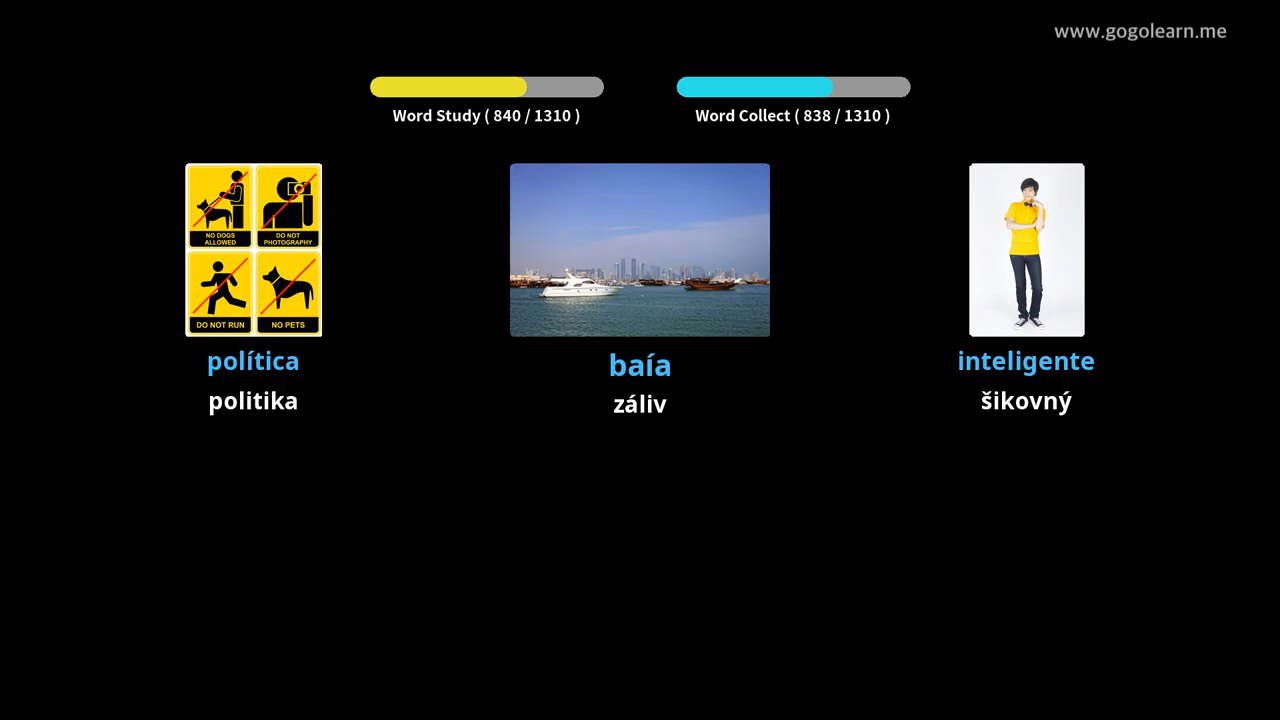 www.gogolearn.me
Word Study ( 840 / 1310 )
Word Collect ( 838 / 1310 )
NO DOGS
ALLOWED
DO NOT
PHOTOGRAPHY
DO NOT RUN
NO PETS
política
politika
baía
záliv
inteligente
šikovný